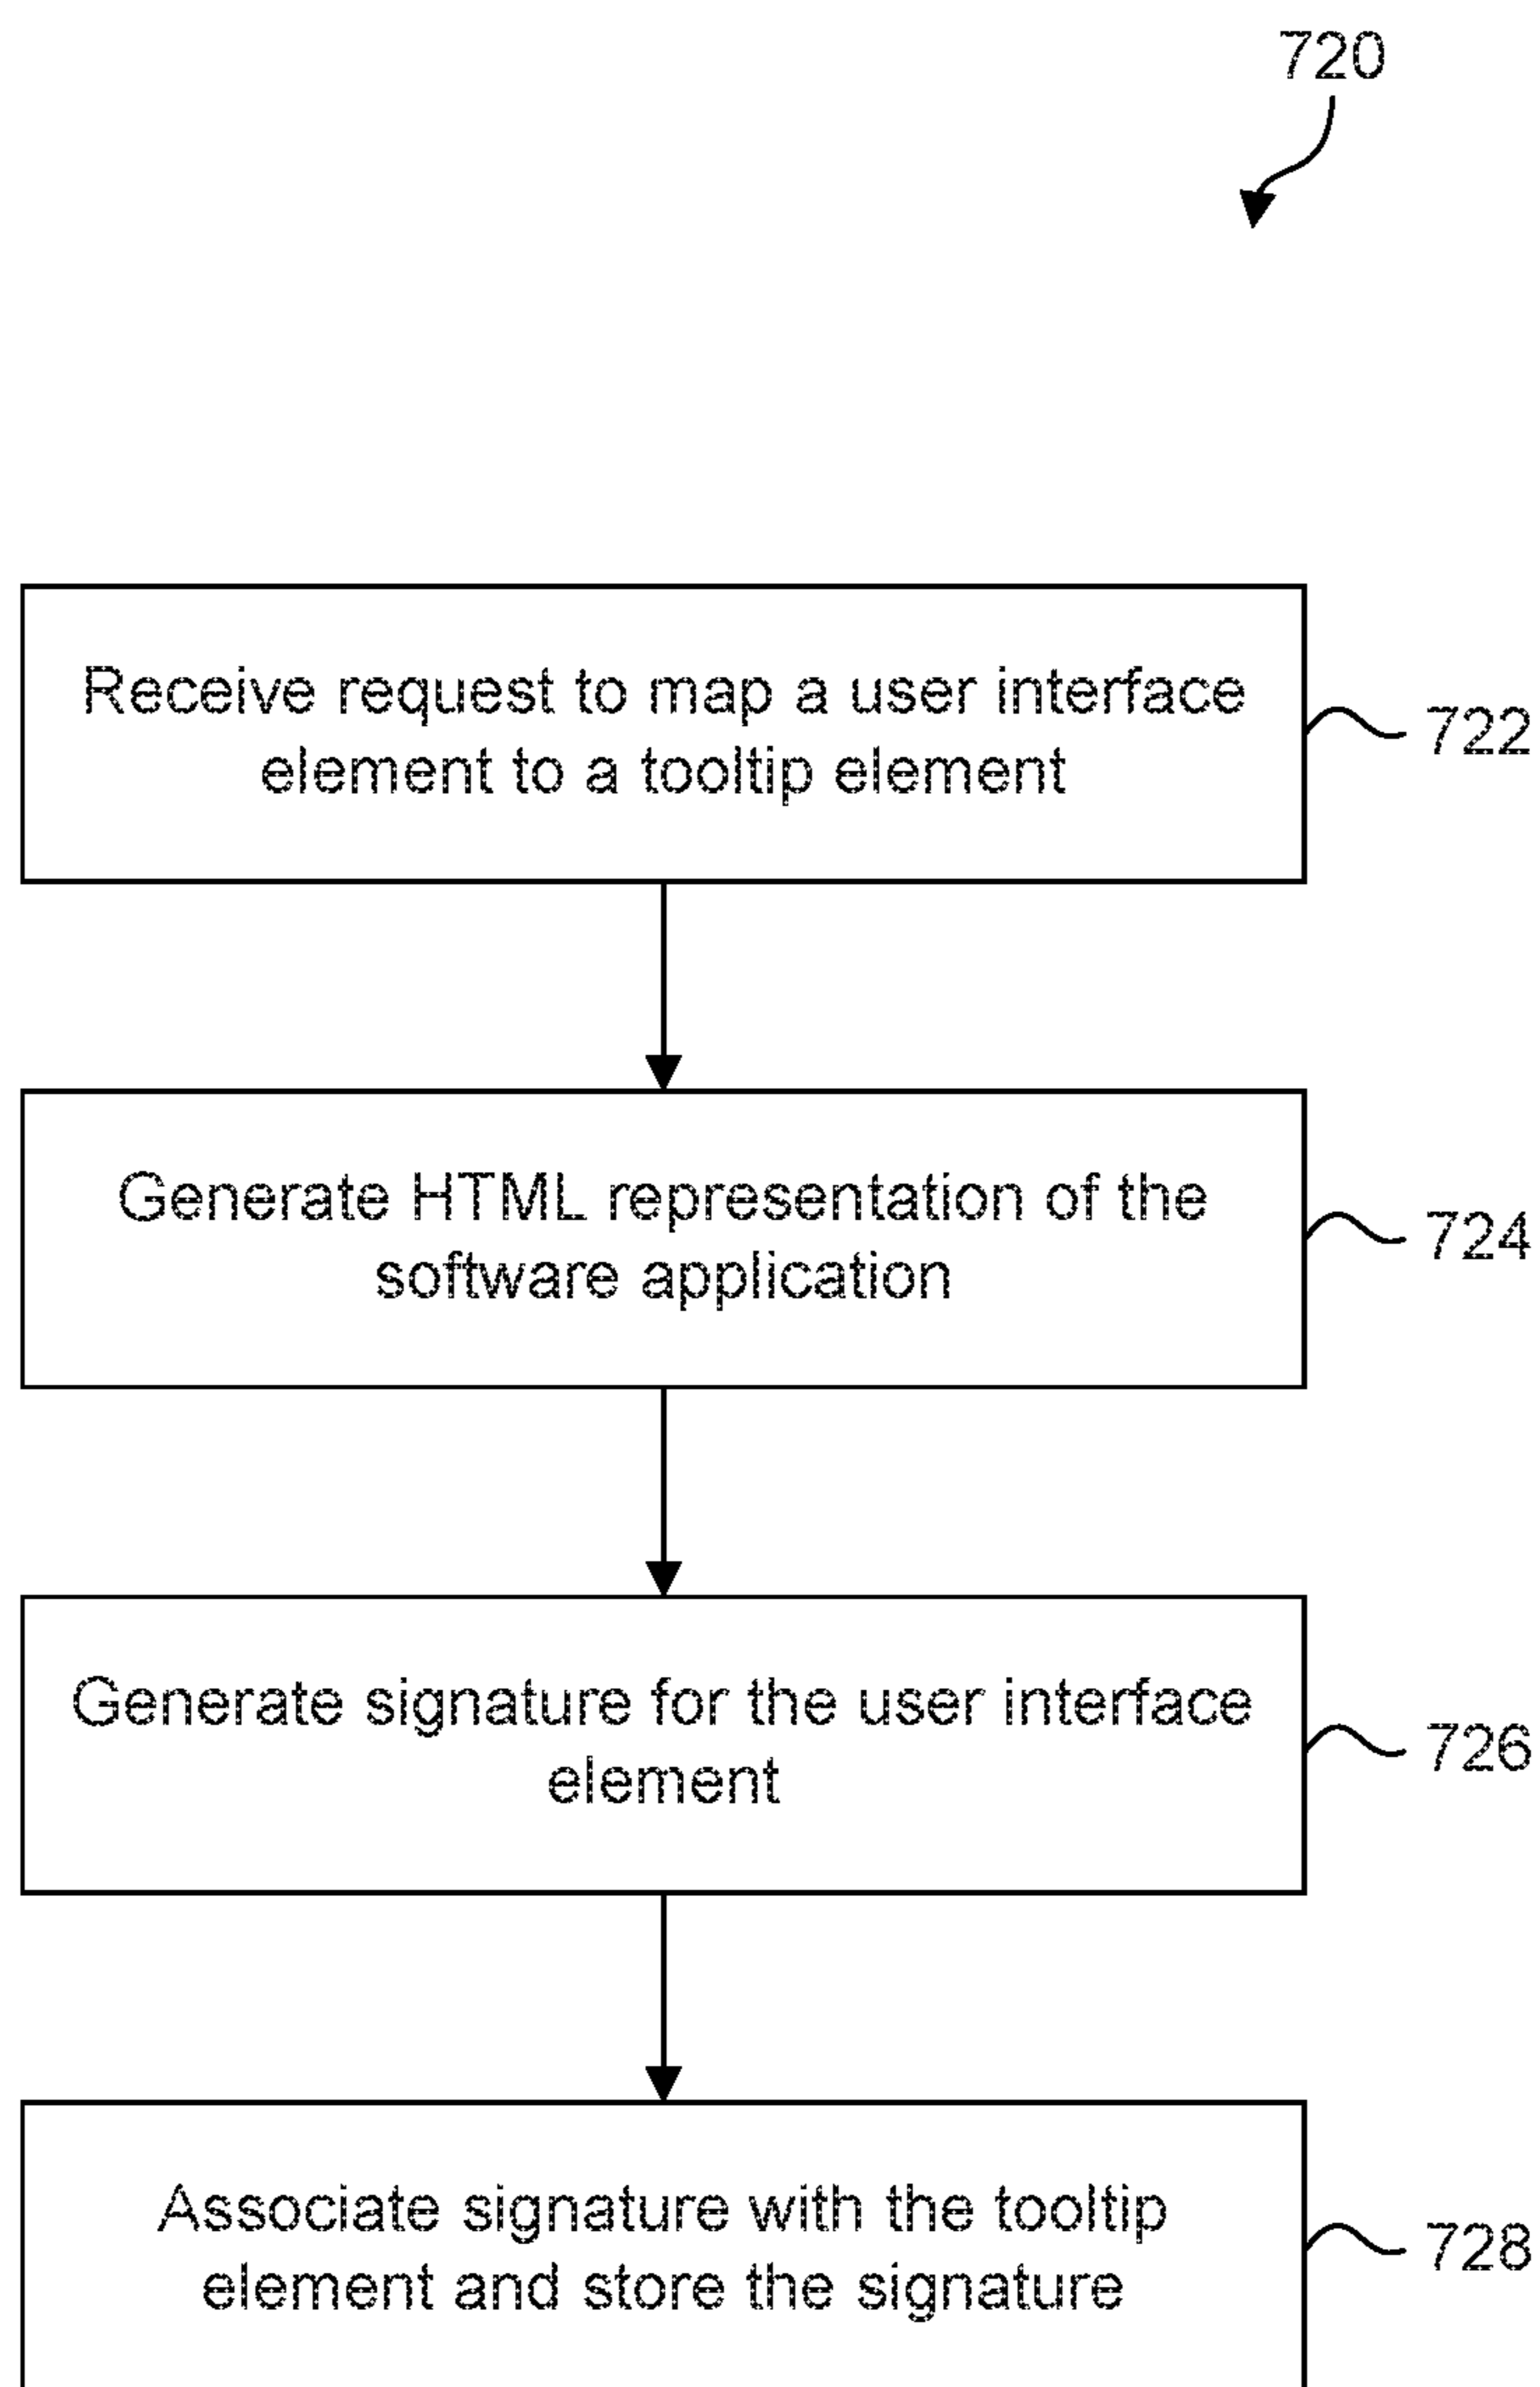 720
Receive request to map a user interface
element to a tooltip element
722
Generate HTML representation of the
software application
724
Generate signature for the user interface
element
726
Associate signature with the tooltip
element and store the signature
728